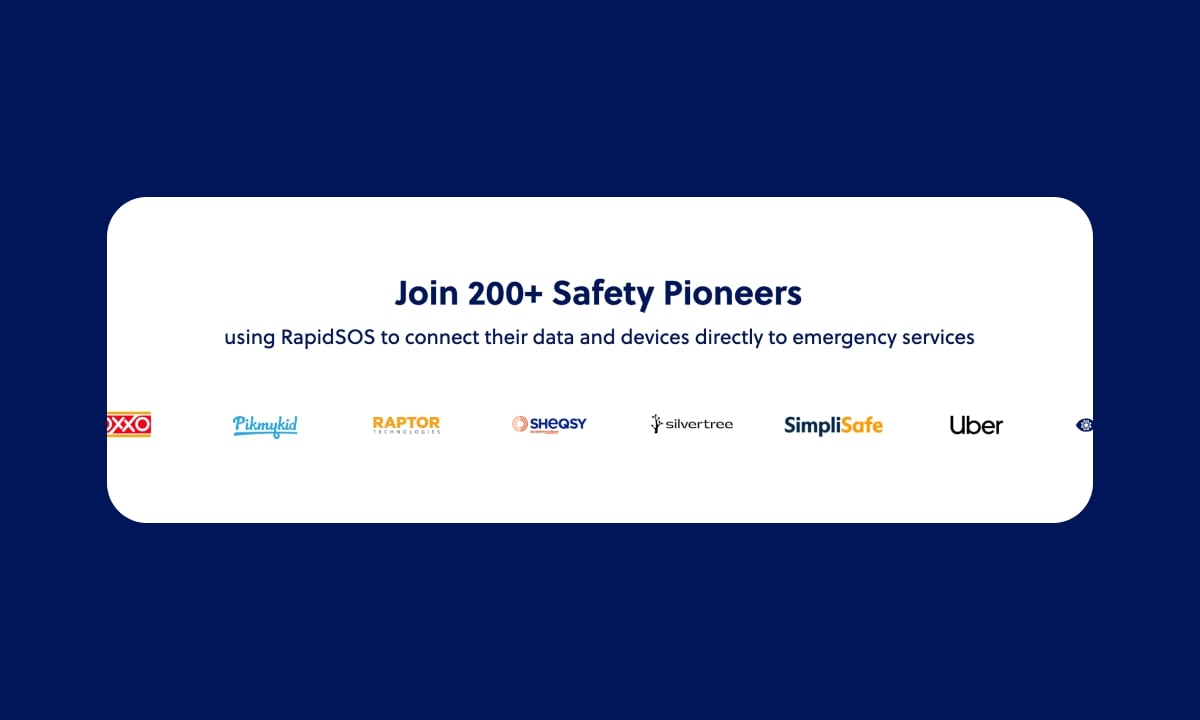 Join 200+ Safety Pioneers
using RapidSOS to connect their data and devices directly to emergency services
OXXO Pikmykid RAPTOR SHEQSY silvertree SimpliSafe Uber
TECHNOLOGIES